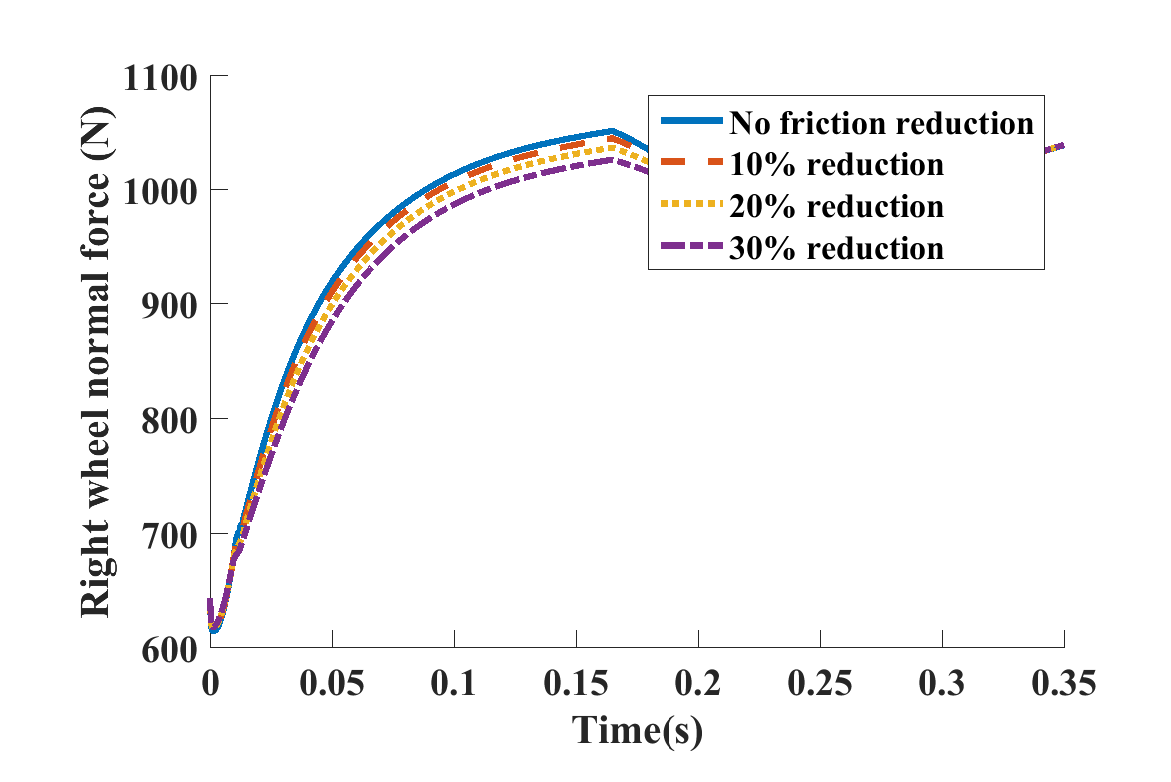 1100
1000
900
800
700
600
Right wheel normal force (N)
No friction reduction
10% reduction
20% reduction
30% reduction
0
0.05
0.1
0.15
0.2
0.25
0.3
0.35
Time(s)